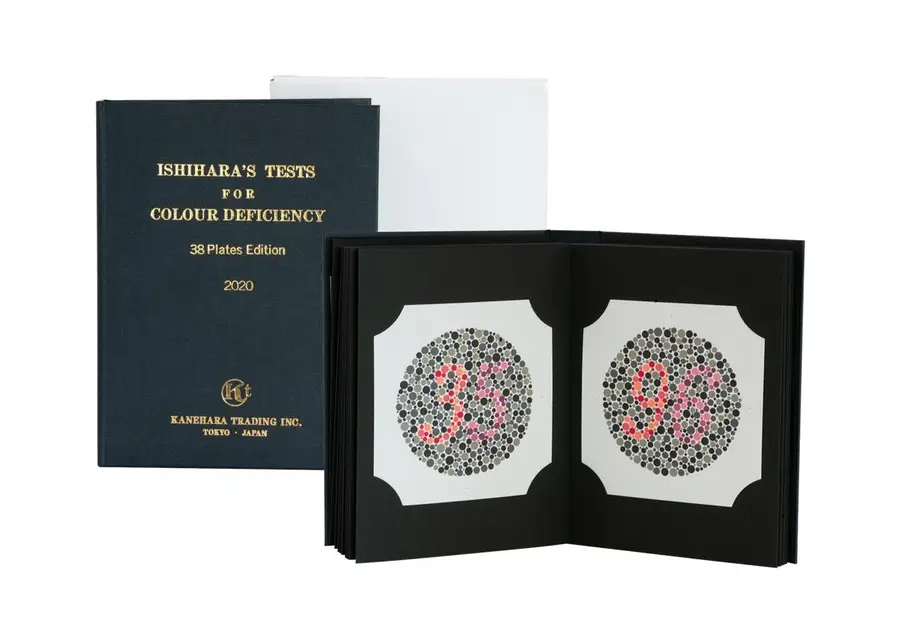 ISHIHARA'S TESTS
FOR
COLOUR DEFICIENCY
38 Plates Edition
2020
Kt
KANEHARA TRADING INC.
TOKYO · JAPAN
35
96